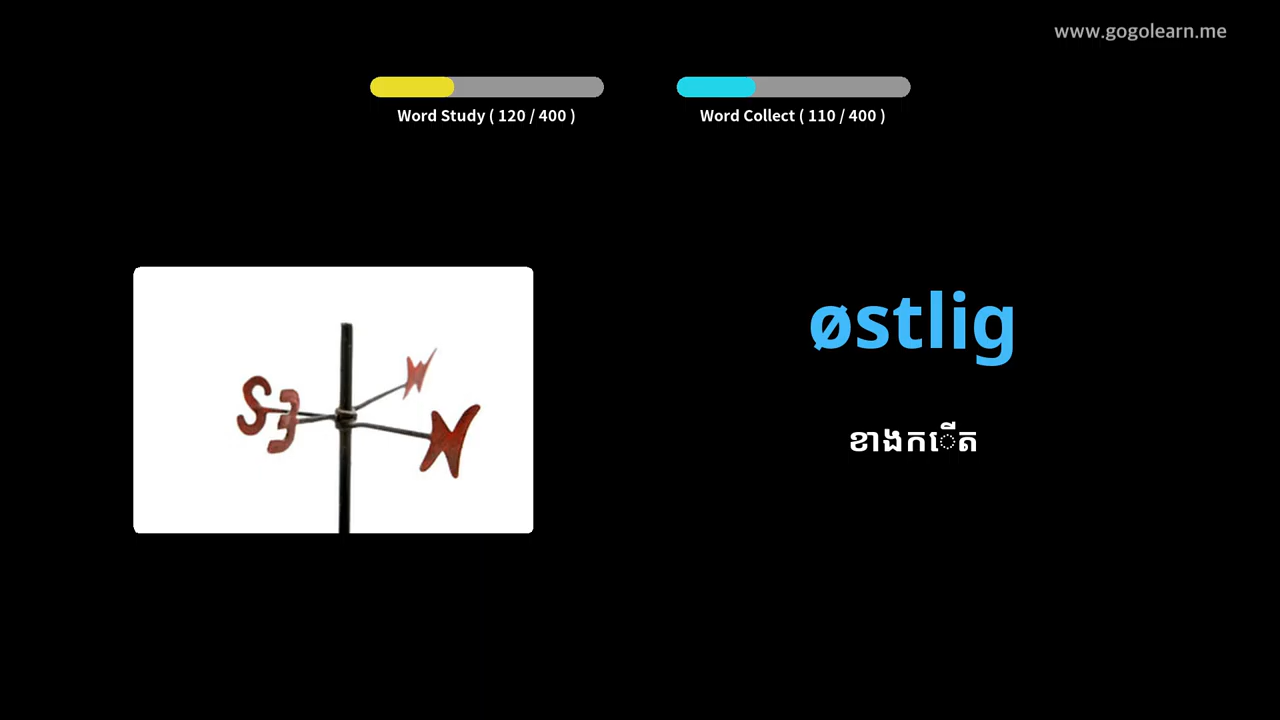 www.gogolearn.me
Word Study ( 120 / 400 )
Word Collect ( 110 / 400 )
østlig
ខាងកើត
S E N